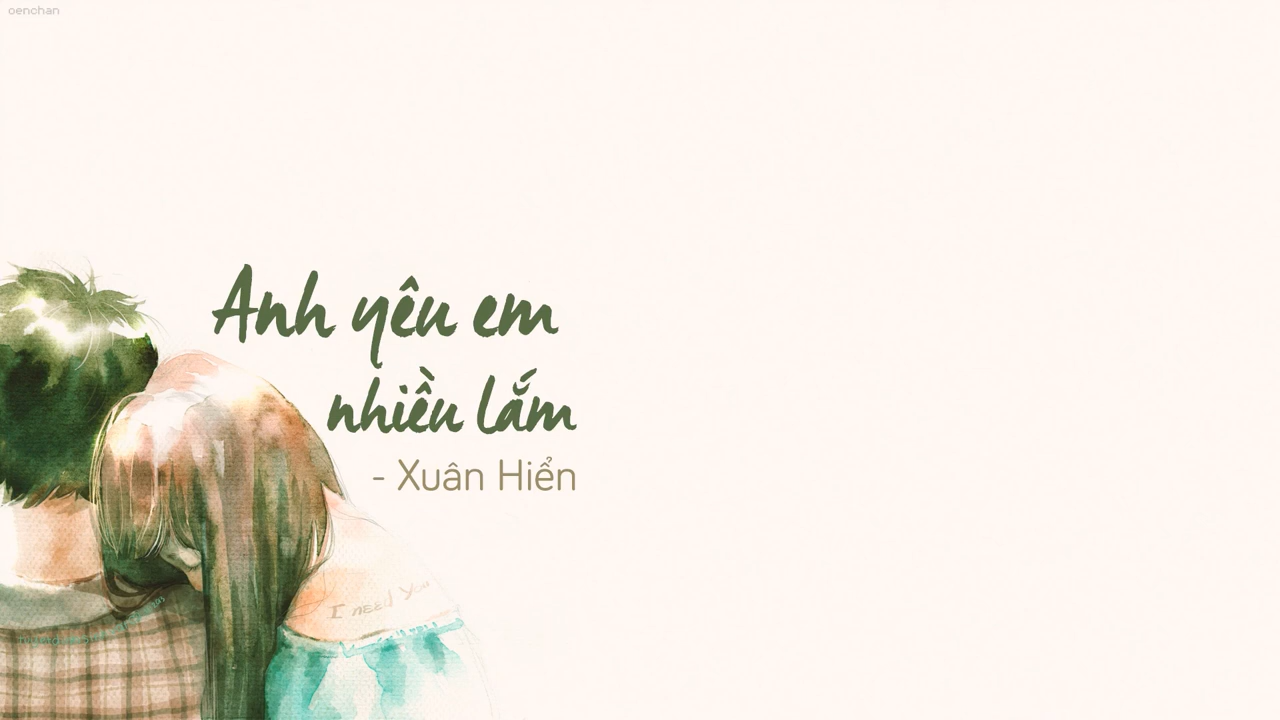 oenchan
Anh yêu em
nhiều lắm
- Xuân Hiển
I need you